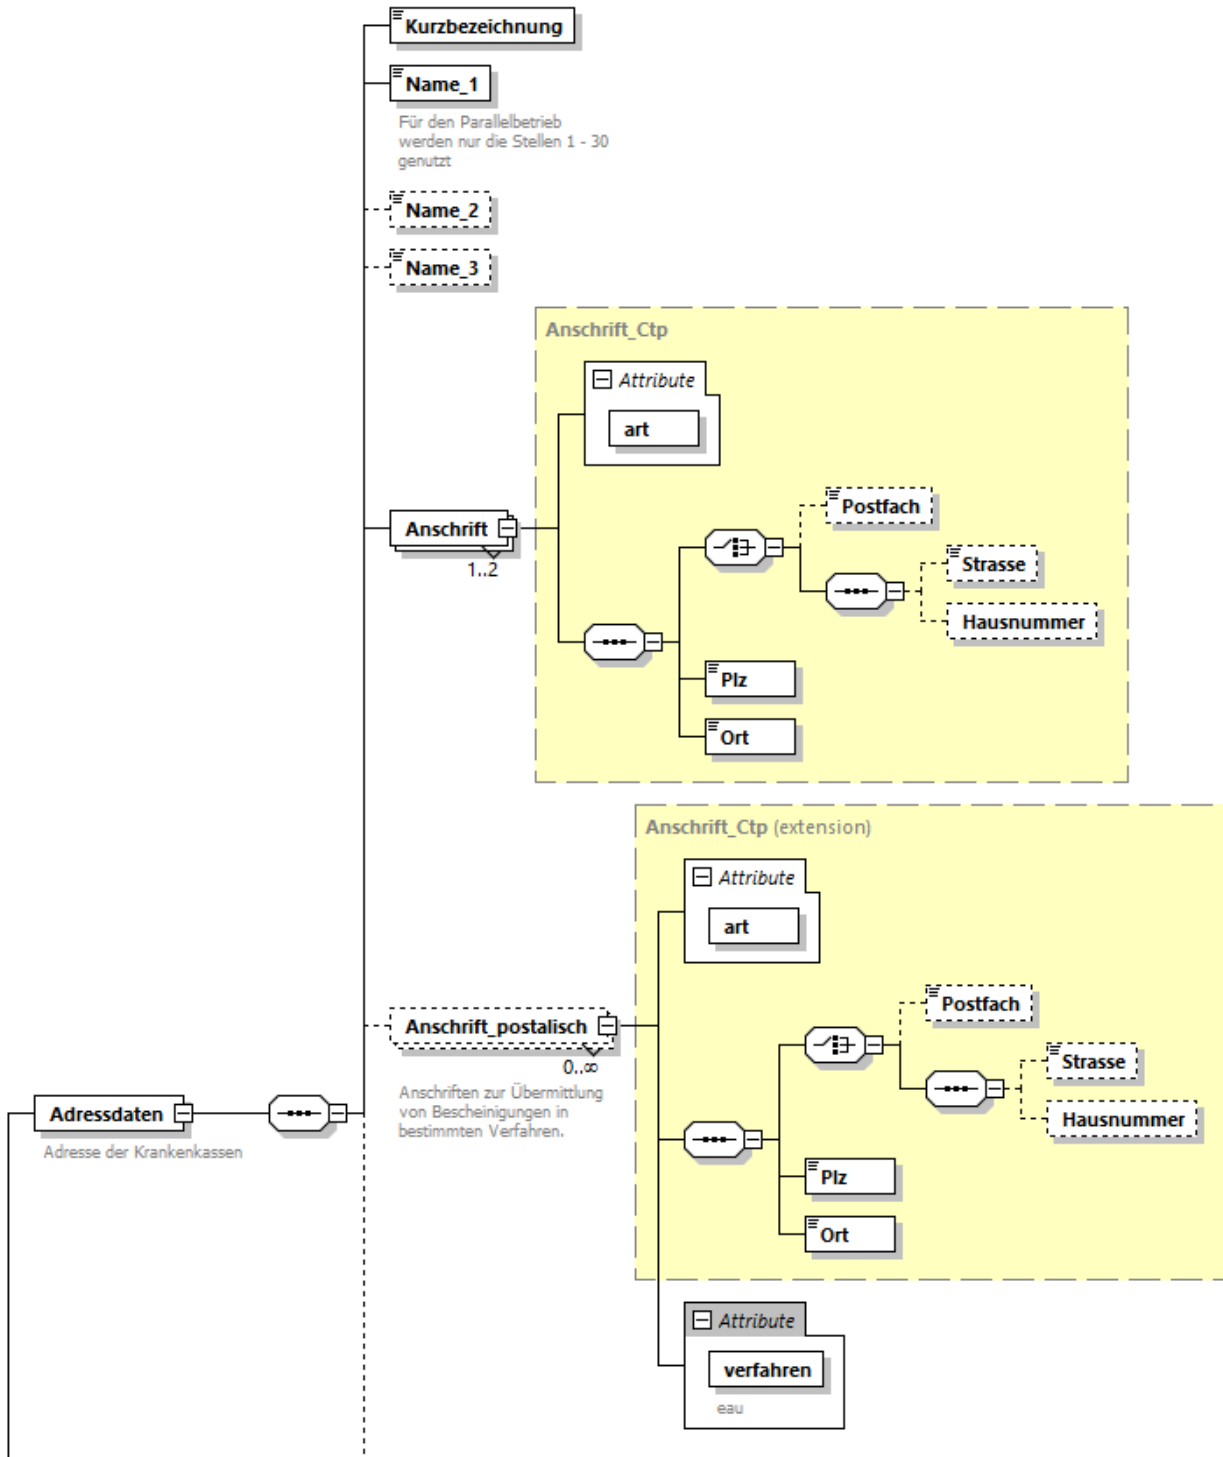 Kurzbezeichnung
Name_1
Für den Parallelbetrieb
werden nur die Stellen 1 - 30
genutzt
Name_2
Name_3
Anschrift_Ctp
Attribute
art
Postfach
Anschrift
1..2
Strasse
Hausnummer
Plz
Ort
Anschrift_Ctp (extension)
Attribute
art
Postfach
Anschrift_postalisch
0..∞
Anschriften zur Übermittlung
von Bescheinigungen in
bestimmten Verfahren.
Strasse
Hausnummer
Adressdaten
Adresse der Krankenkassen
Plz
Ort
Attribute
verfahren
eau